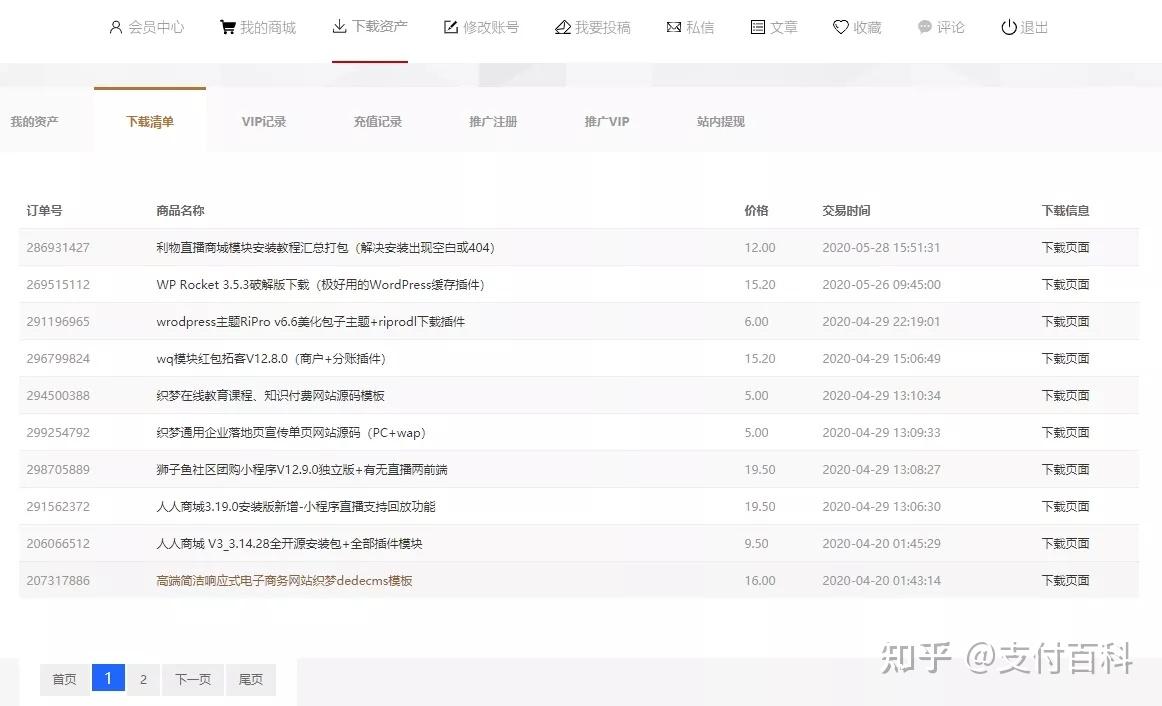 会员中心 我的商城 下载资产 修改账号 我要投稿 私信 文章 收藏 评论 退出
我的资产 下载清单 VIP记录 充值记录 推广注册 推广VIP 站内提现
订单号 商品名称 价格 交易时间 下载信息
286931427 利物直播商城模块安装教程汇总打包（解决安装出现空白或404） 12.00 2020-05-28 15:51:31 下载页面
269515112 WP Rocket 3.5.3破解版下载（极好用的WordPress缓存插件） 15.20 2020-05-26 09:45:00 下载页面
291196965 wrodpress主题RiPro v6.6美化包子主题+riprodl下载插件 6.00 2020-04-29 22:19:01 下载页面
296799824 wq模块红包拓客V12.8.0（商户+分账插件） 15.20 2020-04-29 15:06:49 下载页面
294500388 织梦在线教育课程、知识付费网站源码模板 5.00 2020-04-29 13:10:34 下载页面
299254792 织梦通用企业落地页宣传单页网站源码（PC+wap） 5.00 2020-04-29 13:09:33 下载页面
298705889 狮子鱼社区团购小程序V12.9.0独立版+有无直播两前端 19.50 2020-04-29 13:08:27 下载页面
291562372 人人商城3.19.0安装版新增-小程序直播支持回放功能 19.50 2020-04-29 13:06:30 下载页面
206066512 人人商城 V3_3.14.28全开源安装包+全部插件模块 9.50 2020-04-20 01:45:29 下载页面
207317886 高端简洁响应式电子商务网站织梦dedecms模板 16.00 2020-04-20 01:43:14 下载页面
首页 1 2 下一页 尾页
知乎 @支付百科